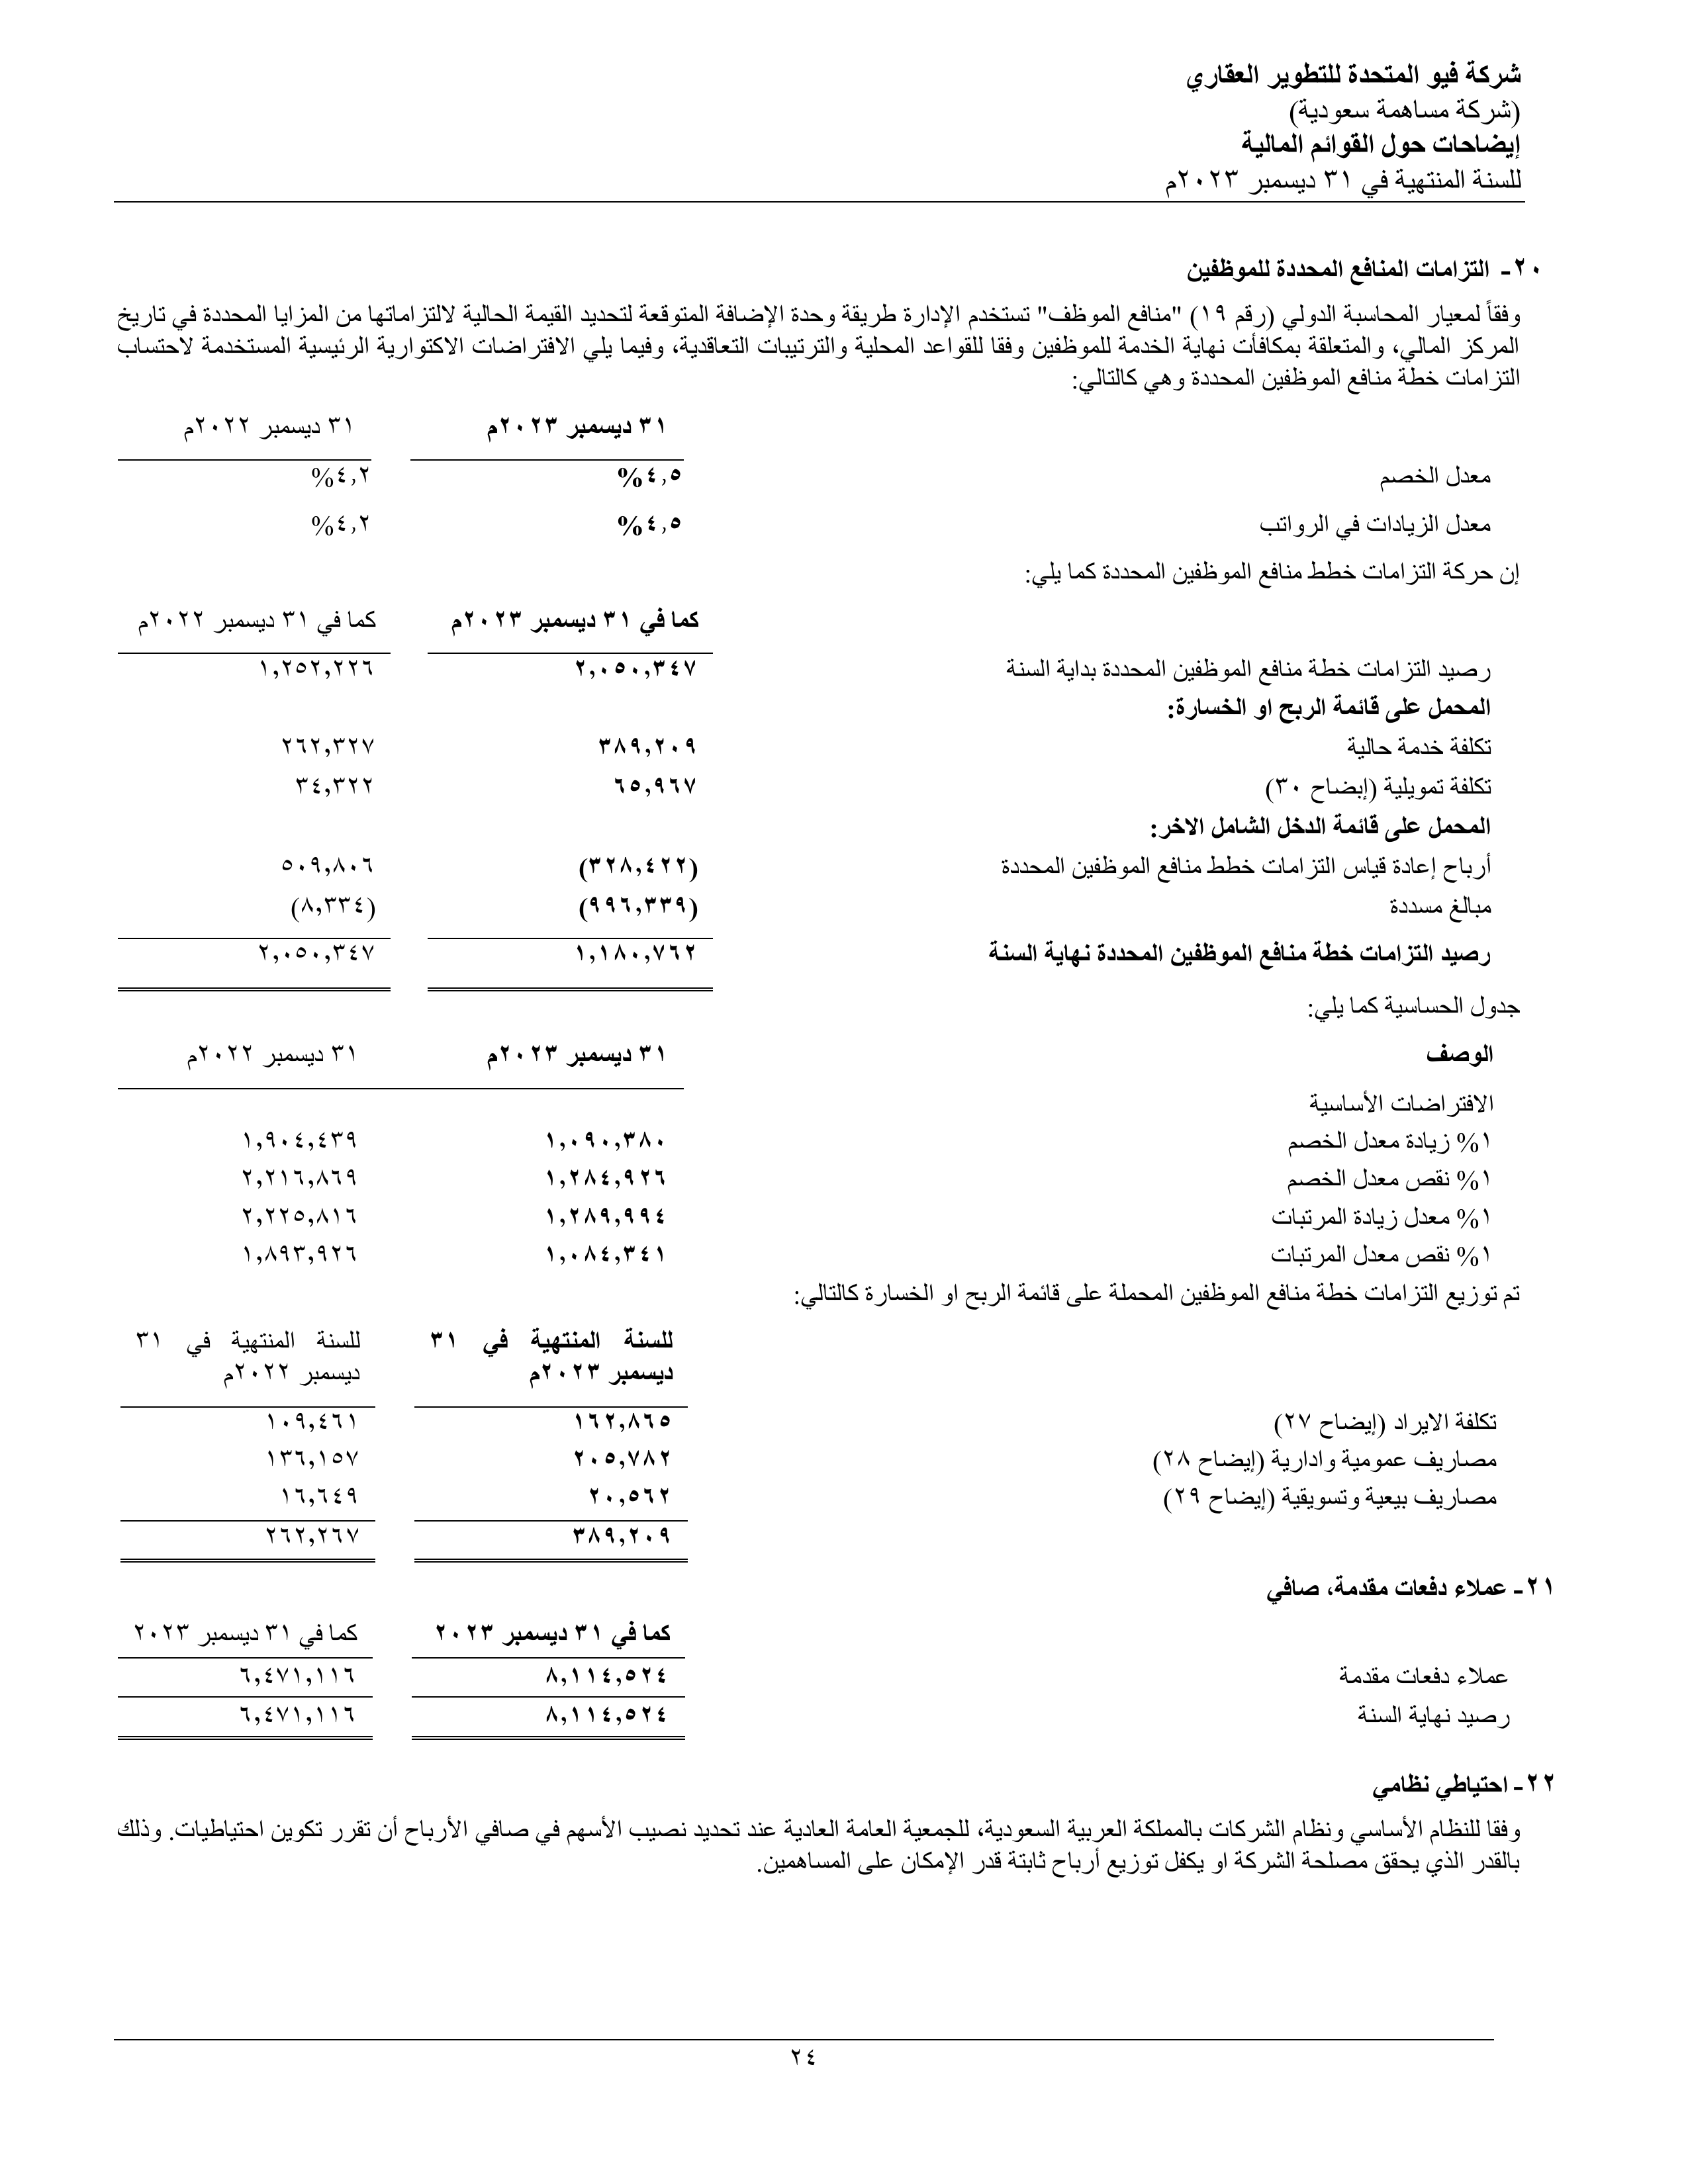 شركة فيو المتحدة للتطوير العقاري
(شركة مساهمة سعودية)
إيضاحات حول القوائم المالية
للسنة المنتهية في ٣١ ديسمبر ٢٠٢٣م
٢٠- التزامات المنافع المحددة للموظفين
وفقاً لمعيار المحاسبة الدولي (رقم ١٩) "منافع الموظف" تستخدم الإدارة طريقة وحدة الإضافة المتوقعة لتحديد القيمة الحالية لالتزاماتها من المزايا المحددة في تاريخ
المركز المالي، والمتعلقة بمكافأت نهاية الخدمة للموظفين وفقا للقواعد المحلية والترتيبات التعاقدية، وفيما يلي الافتراضات الاكتوارية الرئيسية المستخدمة لاحتساب
التزامات خطة منافع الموظفين المحددة وهي كالتالي:
٣١ ديسمبر ٢٠٢٣م ٣١ ديسمبر ٢٠٢٢م
معدل الخصم ٤,٥% ٤,٢%
معدل الزيادات في الرواتب ٤,٥% ٤,٢%
إن حركة التزامات خطط منافع الموظفين المحددة كما يلي:
كما في ٣١ ديسمبر ٢٠٢٣م كما في ٣١ ديسمبر ٢٠٢٢م
رصيد التزامات خطة منافع الموظفين المحددة بداية السنة ٢,٠٥٠,٣٤٧ ١,٢٥٢,٢٢٦
المحمل على قائمة الربح او الخسارة:
تكلفة خدمة حالية ٣٨٩,٢٠٩ ٢٦٢,٣٢٧
تكلفة تمويلية (إيضاح ٣٠) ٦٥,٩٦٧ ٣٤,٣٢٢
المحمل على قائمة الدخل الشامل الاخر:
أرباح إعادة قياس التزامات خطط منافع الموظفين المحددة (٣٢٨,٤٢٢) ٥٠٩,٨٠٦
مبالغ مسددة (٩٩٦,٣٣٩) (٨,٣٣٤)
رصيد التزامات خطة منافع الموظفين المحددة نهاية السنة ١,١٨٠,٧٦٢ ٢,٠٥٠,٣٤٧
جدول الحساسية كما يلي:
الوصف ٣١ ديسمبر ٢٠٢٣م ٣١ ديسمبر ٢٠٢٢م
الافتراضات الأساسية
١% زيادة معدل الخصم ١,٠٩٠,٣٨٠ ١,٩٠٤,٤٣٩
١% نقص معدل الخصم ١,٢٨٤,٩٢٦ ٢,٢١٦,٨٦٩
١% معدل زيادة المرتبات ١,٢٨٩,٩٩٤ ٢,٢٢٥,٨١٦
١% نقص معدل المرتبات ١,٠٨٤,٣٤١ ١,٨٩٣,٩٢٦
تم توزيع التزامات خطة منافع الموظفين المحملة على قائمة الربح او الخسارة كالتالي:
للسنة المنتهية في ٣١ للسنة المنتهية في ٣١
ديسمبر ٢٠٢٣م ديسمبر ٢٠٢٢م
تكلفة الايراد (إيضاح ٢٧) ١٦٢,٨٦٥ ١٠٩,٤٦١
مصاريف عمومية وادارية (إيضاح ٢٨) ٢٠٥,٧٨٢ ١٣٦,١٥٧
مصاريف بيعية وتسويقية (إيضاح ٢٩) ٢٠,٥٦٢ ١٦,٦٤٩
٣٨٩,٢٠٩ ٢٦٢,٢٦٧
٢١- عملاء دفعات مقدمة، صافي
كما في ٣١ ديسمبر ٢٠٢٣ كما في ٣١ ديسمبر ٢٠٢٣
عملاء دفعات مقدمة ٨,١١٤,٥٢٤ ٦,٤٧١,١١٦
رصيد نهاية السنة ٨,١١٤,٥٢٤ ٦,٤٧١,١١٦
٢٢- احتياطي نظامي
وفقا للنظام الأساسي ونظام الشركات بالمملكة العربية السعودية، للجمعية العامة العادية عند تحديد نصيب الأسهم في صافي الأرباح أن تقرر تكوين احتياطيات. وذلك
بالقدر الذي يحقق مصلحة الشركة او يكفل توزيع أرباح ثابتة قدر الإمكان على المساهمين.
٢٤